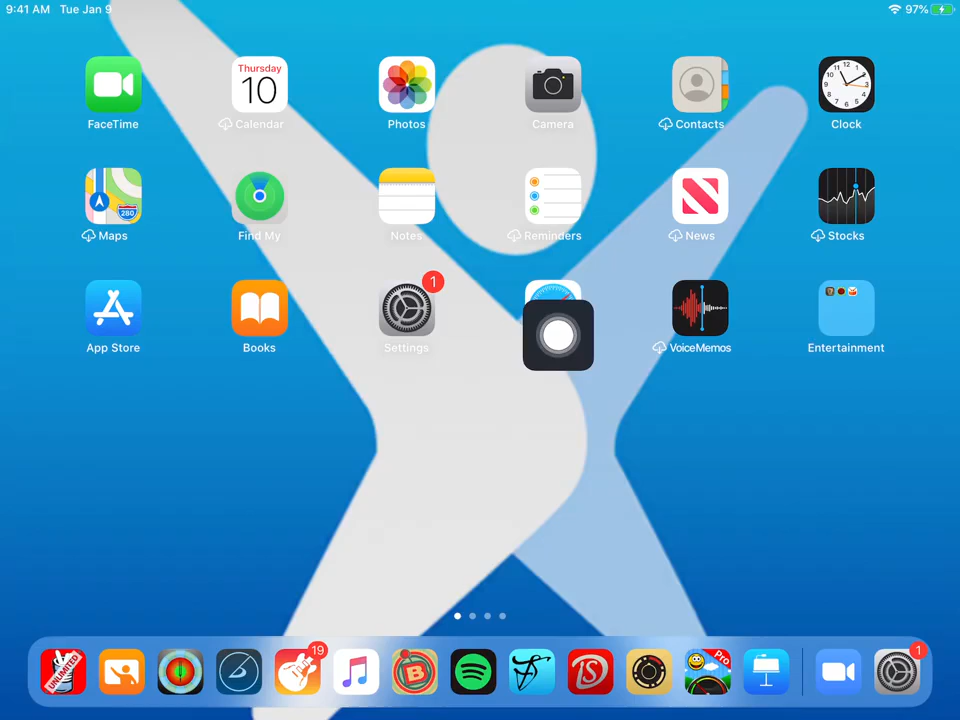 9:41 AM Tue Jan 9 97%
Thursday
10
12
FaceTime Calendar Photos Camera Contacts Clock
280
Maps Find My Notes Reminders News Stocks
1
App Store Books Settings VoiceMemos Entertainment
19 1
UNLIMITED B S Pro